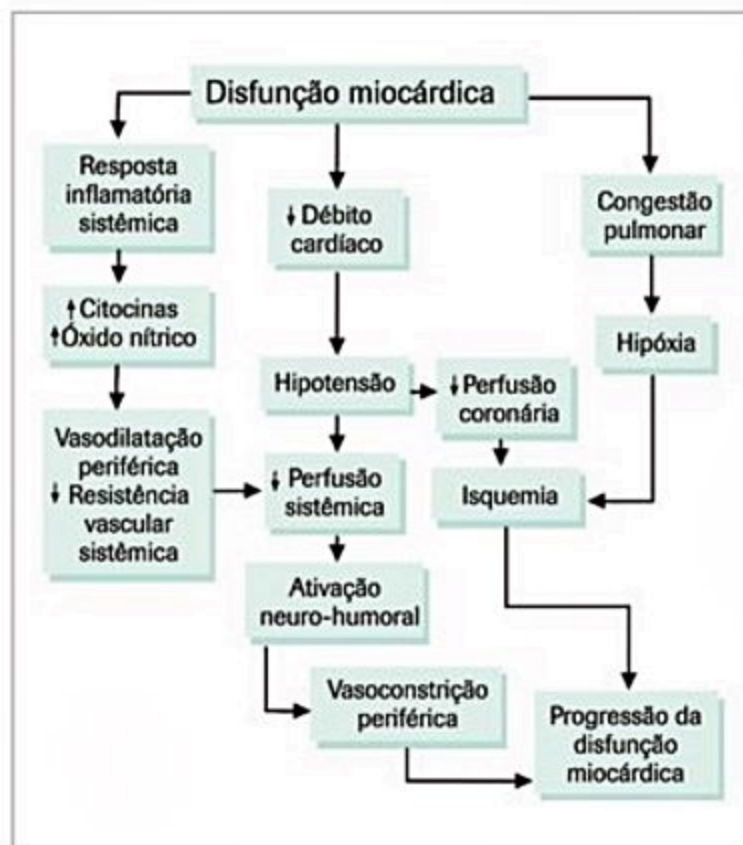 Disfunção miocárdica
Resposta
inflamatória
sistêmica
↓ Débito
cardíaco
Congestão
pulmonar
↑Citocinas
↑Óxido nítrico
Hipóxia
Hipotensão
↓ Perfusão
coronária
Vasodilatação
periférica
↓ Resistência
vascular
sistêmica
↓ Perfusão
sistêmica
Isquemia
Ativação
neuro-humoral
Vasoconstrição
periférica
Progressão da
disfunção
miocárdica